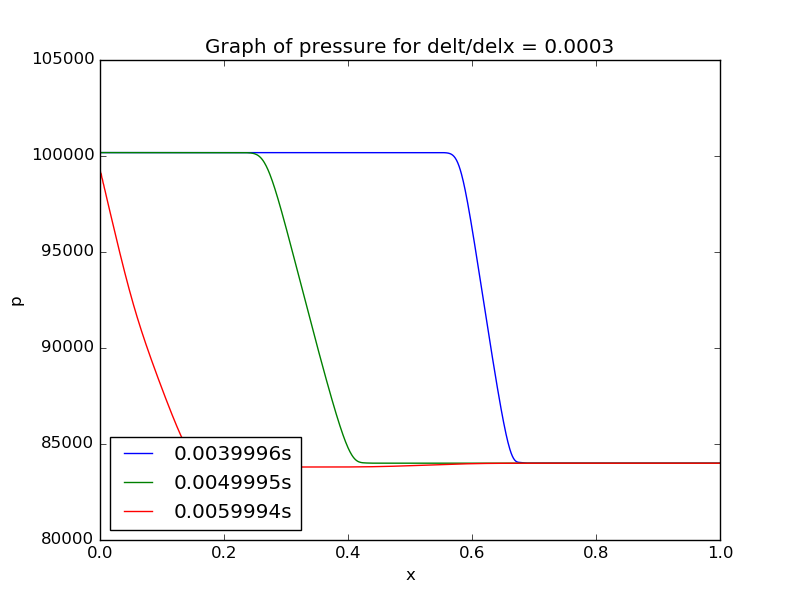 Graph of pressure for delt/delx = 0.0003
105000
100000
95000
90000
85000
80000
p
0.0039996s
0.0049995s
0.0059994s
0.0 0.2 0.4 0.6 0.8 1.0
x